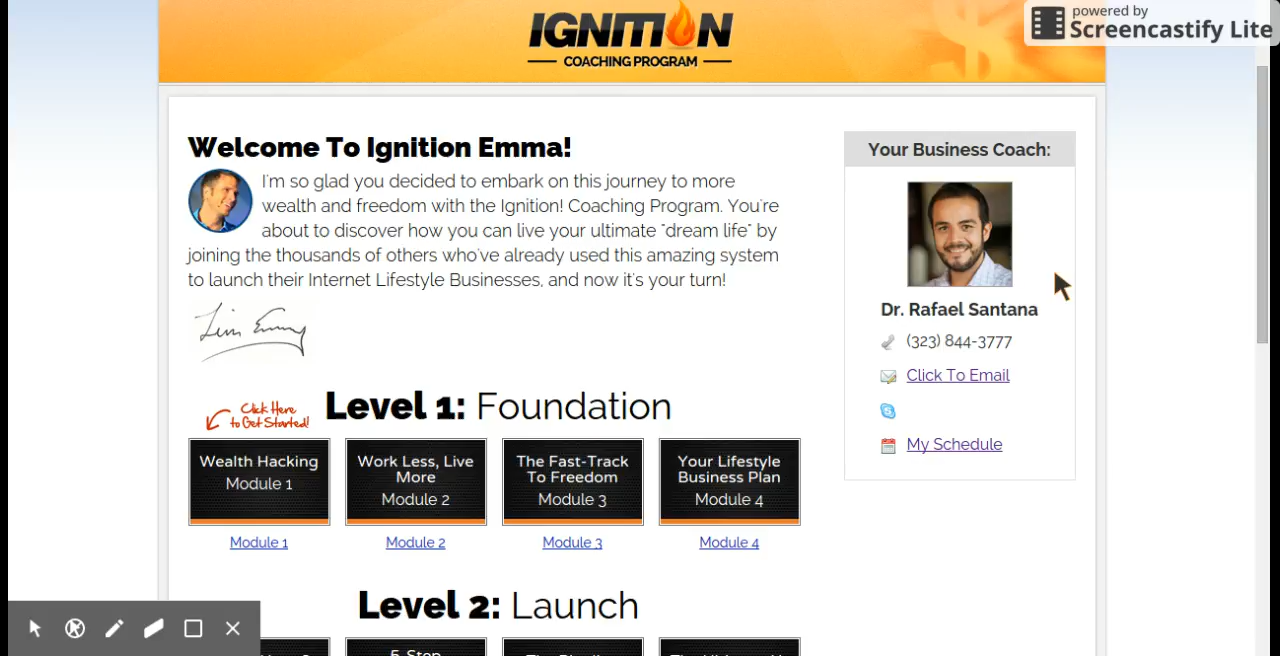 IGNITION
COACHING PROGRAM
powered by
Screencastify Lite
Welcome To Ignition Emma!
I'm so glad you decided to embark on this journey to more
wealth and freedom with the Ignition! Coaching Program. You're
about to discover how you can live your ultimate "dream life" by
joining the thousands of others who've already used this amazing system
to launch their Internet Lifestyle Businesses, and now it's your turn!
Your Business Coach:
Dr. Rafael Santana
(323) 844-3777
Click To Email
My Schedule
Click Here
to Get Started!
Level 1: Foundation
Wealth Hacking
Module 1
Work Less, Live
More
Module 2
The Fast-Track
To Freedom
Module 3
Your Lifestyle
Business Plan
Module 4
Module 1
Module 2
Module 3
Module 4
Level 2: Launch
5-Step